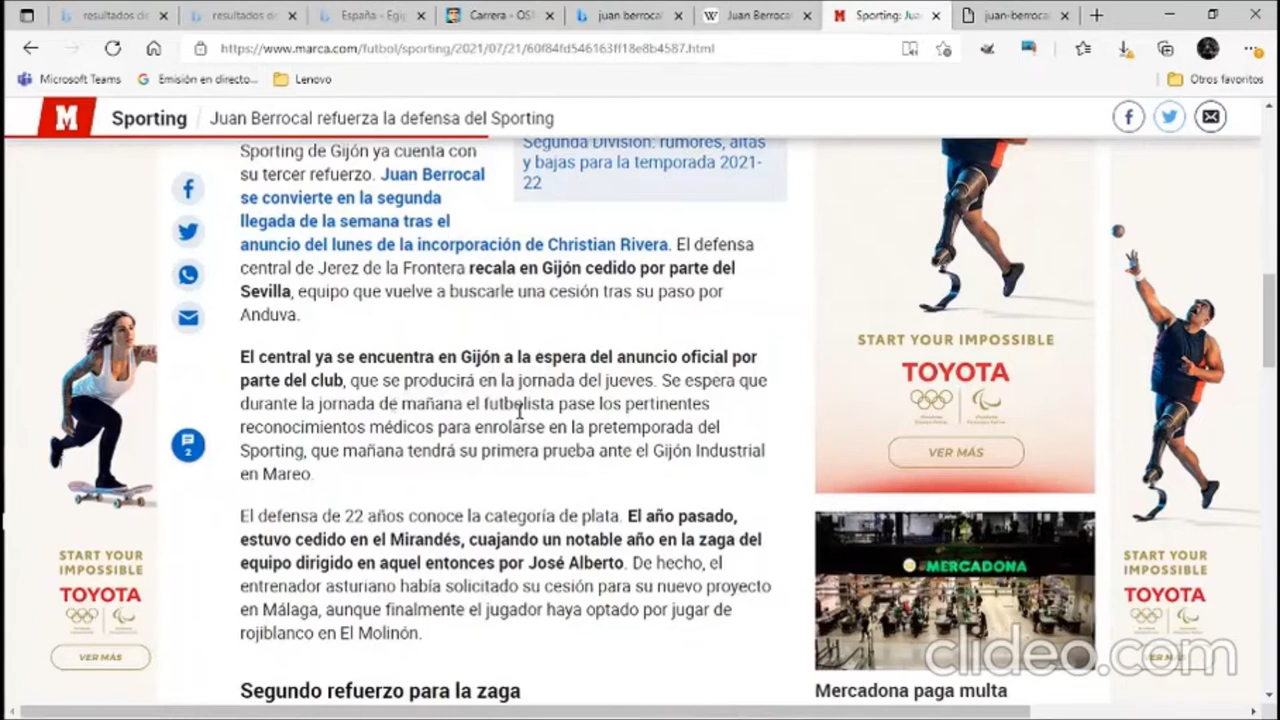 resultados de
resultados de
España - Egip
Carrera - OS
juan berrocal
Juan Berrocal
Sporting: Jua
juan-berrocal
https://www.marca.com/futbol/sporting/2021/07/21/60f84fd546163ff18e8b4587.html
Microsoft Teams
Emisión en directo...
Lenovo
Otros favoritos
M
Sporting
Juan Berrocal refuerza la defensa del Sporting
Segunda División: rumores, altas
y bajas para la temporada 2021-
22
Sporting de Gijón ya cuenta con
su tercer refuerzo. Juan Berrocal
se convierte en la segunda
llegada de la semana tras el
anuncio del lunes de la incorporación de Christian Rivera. El defensa
central de Jerez de la Frontera recala en Gijón cedido por parte del
Sevilla, equipo que vuelve a buscarle una cesión tras su paso por
Anduva.
El central ya se encuentra en Gijón a la espera del anuncio oficial por
parte del club, que se producirá en la jornada del jueves. Se espera que
durante la jornada de mañana el futbolista pase los pertinentes
reconocimientos médicos para enrolarse en la pretemporada del
Sporting, que mañana tendrá su primera prueba ante el Gijón Industrial
en Mareo.
El defensa de 22 años conoce la categoría de plata. El año pasado,
estuvo cedido en el Mirandés, cuajando un notable año en la zaga del
equipo dirigido en aquel entonces por José Alberto. De hecho, el
entrenador asturiano había solicitado su cesión para su nuevo proyecto
en Málaga, aunque finalmente el jugador haya optado por jugar de
rojiblanco en El Molinón.
Segundo refuerzo para la zaga
2
START YOUR
IMPOSSIBLE
TOYOTA
VER MÁS
START YOUR IMPOSSIBLE
TOYOTA
VER MÁS
MERCADONA
Mercadona paga multa
START YOUR
IMPOSSIBLE
TOYOTA
clideo.com